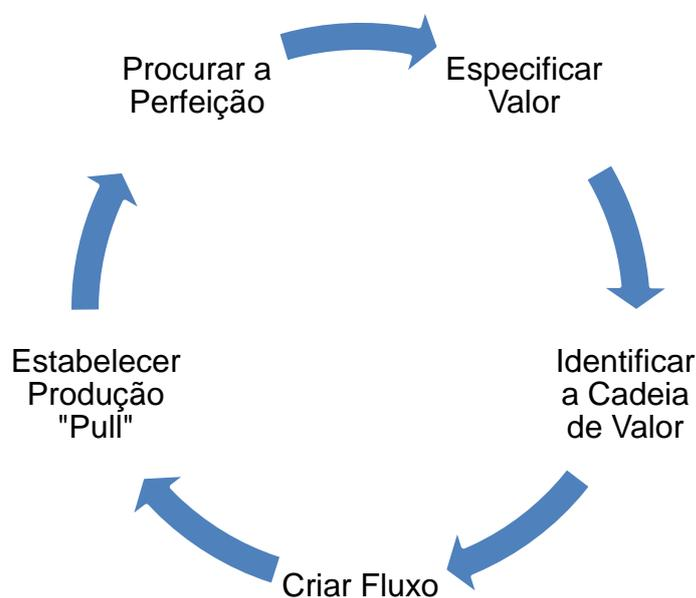 Procurar a
Perfeição
Especificar
Valor
Identificar
a Cadeia
de Valor
Criar Fluxo
Estabelecer
Produção
"Pull"